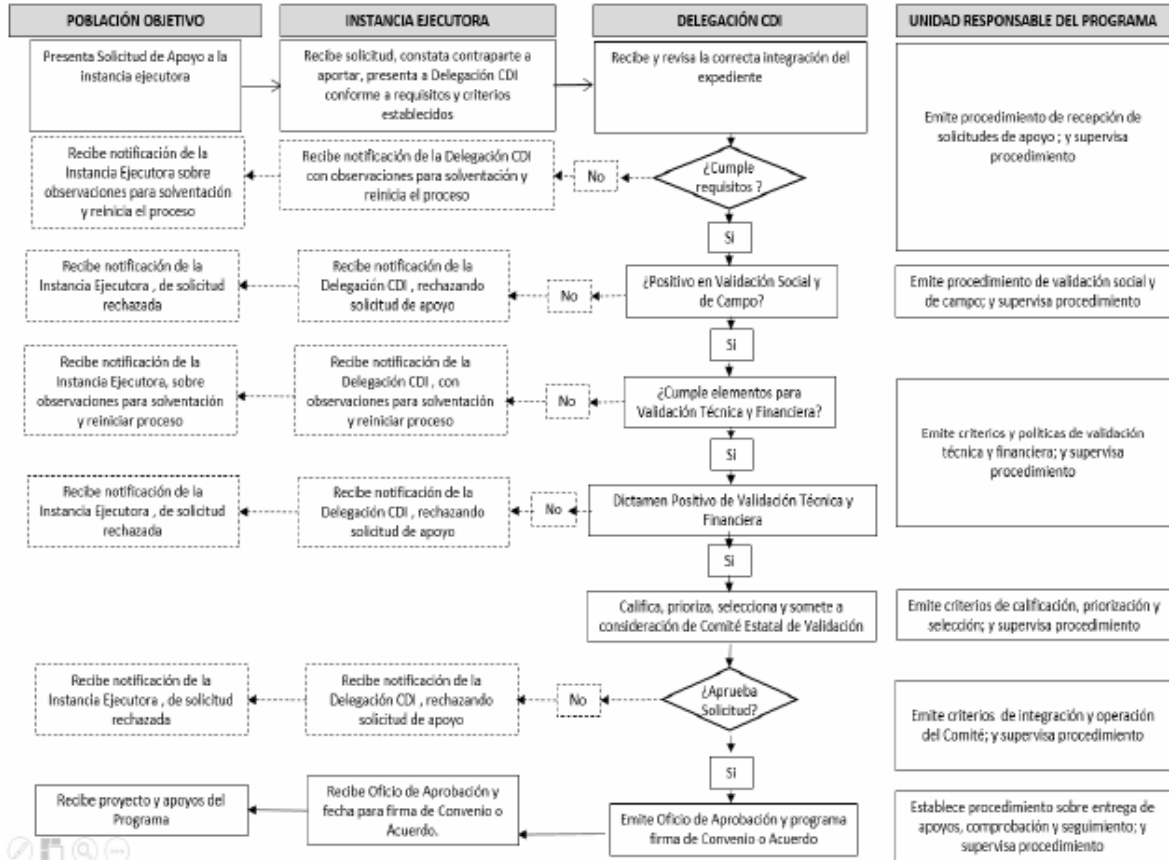 POBLACIÓN OBJETIVO
INSTANCIA EJECUTORA
DELEGACIÓN CDI
UNIDAD RESPONSABLE DEL PROGRAMA
Presenta Solicitud de Apoyo a la
instancia ejecutora
Recibe solicitud, constata contraparte a
aportar, presenta a Delegación CDI
conforme a requisitos y criterios
establecidos
Recibe y revisa la correcta integración del
expediente
Emite procedimiento de recepción de
solicitudes de apoyo ; y supervisa
procedimiento
Recibe notificación de la
Instancia Ejecutora sobre
observaciones para solventación
y reinicia el proceso
Recibe notificación de la Delegación CDI
con observaciones para solventación y
reinicia el proceso
No
¿Cumple
requisitos ?
Si
Recibe notificación de la
Instancia Ejecutora , de solicitud
rechazada
Recibe notificación de la
Delegación CDI , rechazando
solicitud de apoyo
No
¿Positivo en Validación Social y
de Campo?
Emite procedimiento de validación social y
de campo; y supervisa procedimiento
Si
Recibe notificación de la
Instancia Ejecutora, sobre
observaciones para solventación
y reiniciar proceso
Recibe notificación de la
Delegación CDI , con
observaciones para solventación
y reiniciar proceso
No
¿Cumple elementos para
Validación Técnica y Financiera?
Emite criterios y políticas de validación
técnica y financiera; y supervisa
procedimiento
Si
Recibe notificación de la
Instancia Ejecutora , de solicitud
rechazada
Recibe notificación de la
Delegación CDI , rechazando
solicitud de apoyo
No
Dictamen Positivo de Validación Técnica y
Financiera
Si
Califica, prioriza, selecciona y somete a
consideración de Comité Estatal de Validación
Emite criterios de calificación, priorización y
selección; y supervisa procedimiento
Recibe notificación de la
Instancia Ejecutora , de solicitud
rechazada
Recibe notificación de la
Delegación CDI , rechazando
solicitud de apoyo
No
¿Aprueba
Solicitud?
Emite criterios de integración y operación
del Comité; y supervisa procedimiento
Si
Recibe proyecto y apoyos del
Programa
Recibe Oficio de Aprobación y
fecha para firma de Convenio o
Acuerdo.
Emite Oficio de Aprobación y programa
firma de Convenio o Acuerdo
Establece procedimiento sobre entrega de
apoyos, comprobación y seguimiento; y
supervisa procedimiento